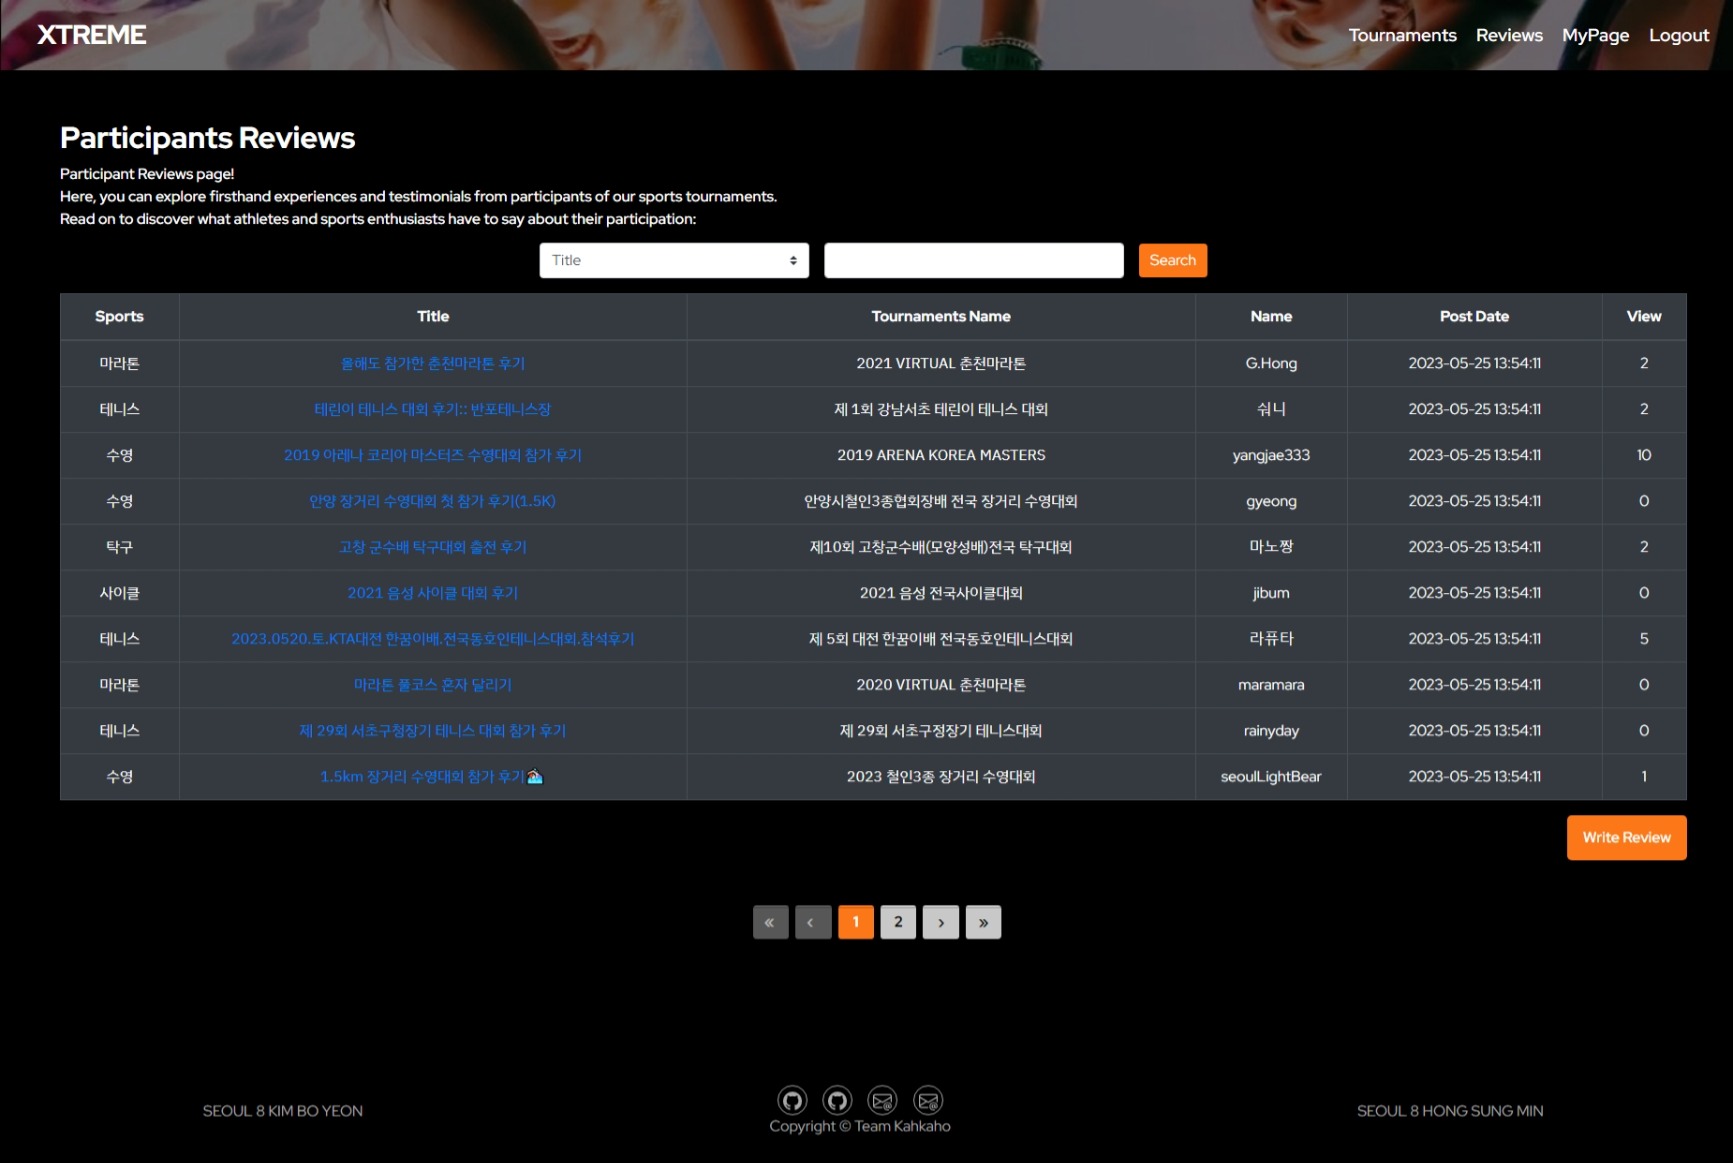 XTREME
Tournaments Reviews MyPage Logout
Participants Reviews
Participant Reviews page!
Here, you can explore firsthand experiences and testimonials from participants of our sports tournaments.
Read on to discover what athletes and sports enthusiasts have to say about their participation:
Title Search
Sports Title Tournaments Name Name Post Date View
마라톤 올해도 참가한 춘천마라톤 후기 2021 VIRTUAL 춘천마라톤 G.Hong 2023-05-25 13:54:11 2
테니스 테린이 테니스 대회 후기:: 반포테니스장 제 1회 강남서초 테린이 테니스 대회 쉬니 2023-05-25 13:54:11 2
수영 2019 아레나 코리아 마스터즈 수영대회 참가 후기 2019 ARENA KOREA MASTERS yangjae333 2023-05-25 13:54:11 10
수영 안양 장거리 수영대회 첫 참가 후기(1.5K) 안양시철인3종협회장배 전국 장거리 수영대회 gyeong 2023-05-25 13:54:11 0
탁구 고창 군수배 탁구대회 출전 후기 제10회 고창군수배(모양성배)전국 탁구대회 마노짱 2023-05-25 13:54:11 2
사이클 2021 음성 사이클 대회 후기 2021 음성 전국사이클대회 jibum 2023-05-25 13:54:11 0
테니스 2023.0520.토.KTA대전 한꿈이배.전국동호인테니스대회.참석후기 제 5회 대전 한꿈이배 전국동호인테니스대회 라퓨타 2023-05-25 13:54:11 5
마라톤 마라톤 풀코스 혼자 달리기 2020 VIRTUAL 춘천마라톤 maramara 2023-05-25 13:54:11 0
테니스 제 29회 서초구청장기 테니스 대회 참가 후기 제 29회 서초구정장기 테니스대회 rainyday 2023-05-25 13:54:11 0
수영 1.5km 장거리 수영대회 참가 후기🏊 2023 철인3종 장거리 수영대회 seoulLightBear 2023-05-25 13:54:11 1
Write Review
« ‹ 1 2 › »
SEOUL 8 KIM BO YEON
Copyright © Team Kahkaho
SEOUL 8 HONG SUNG MIN